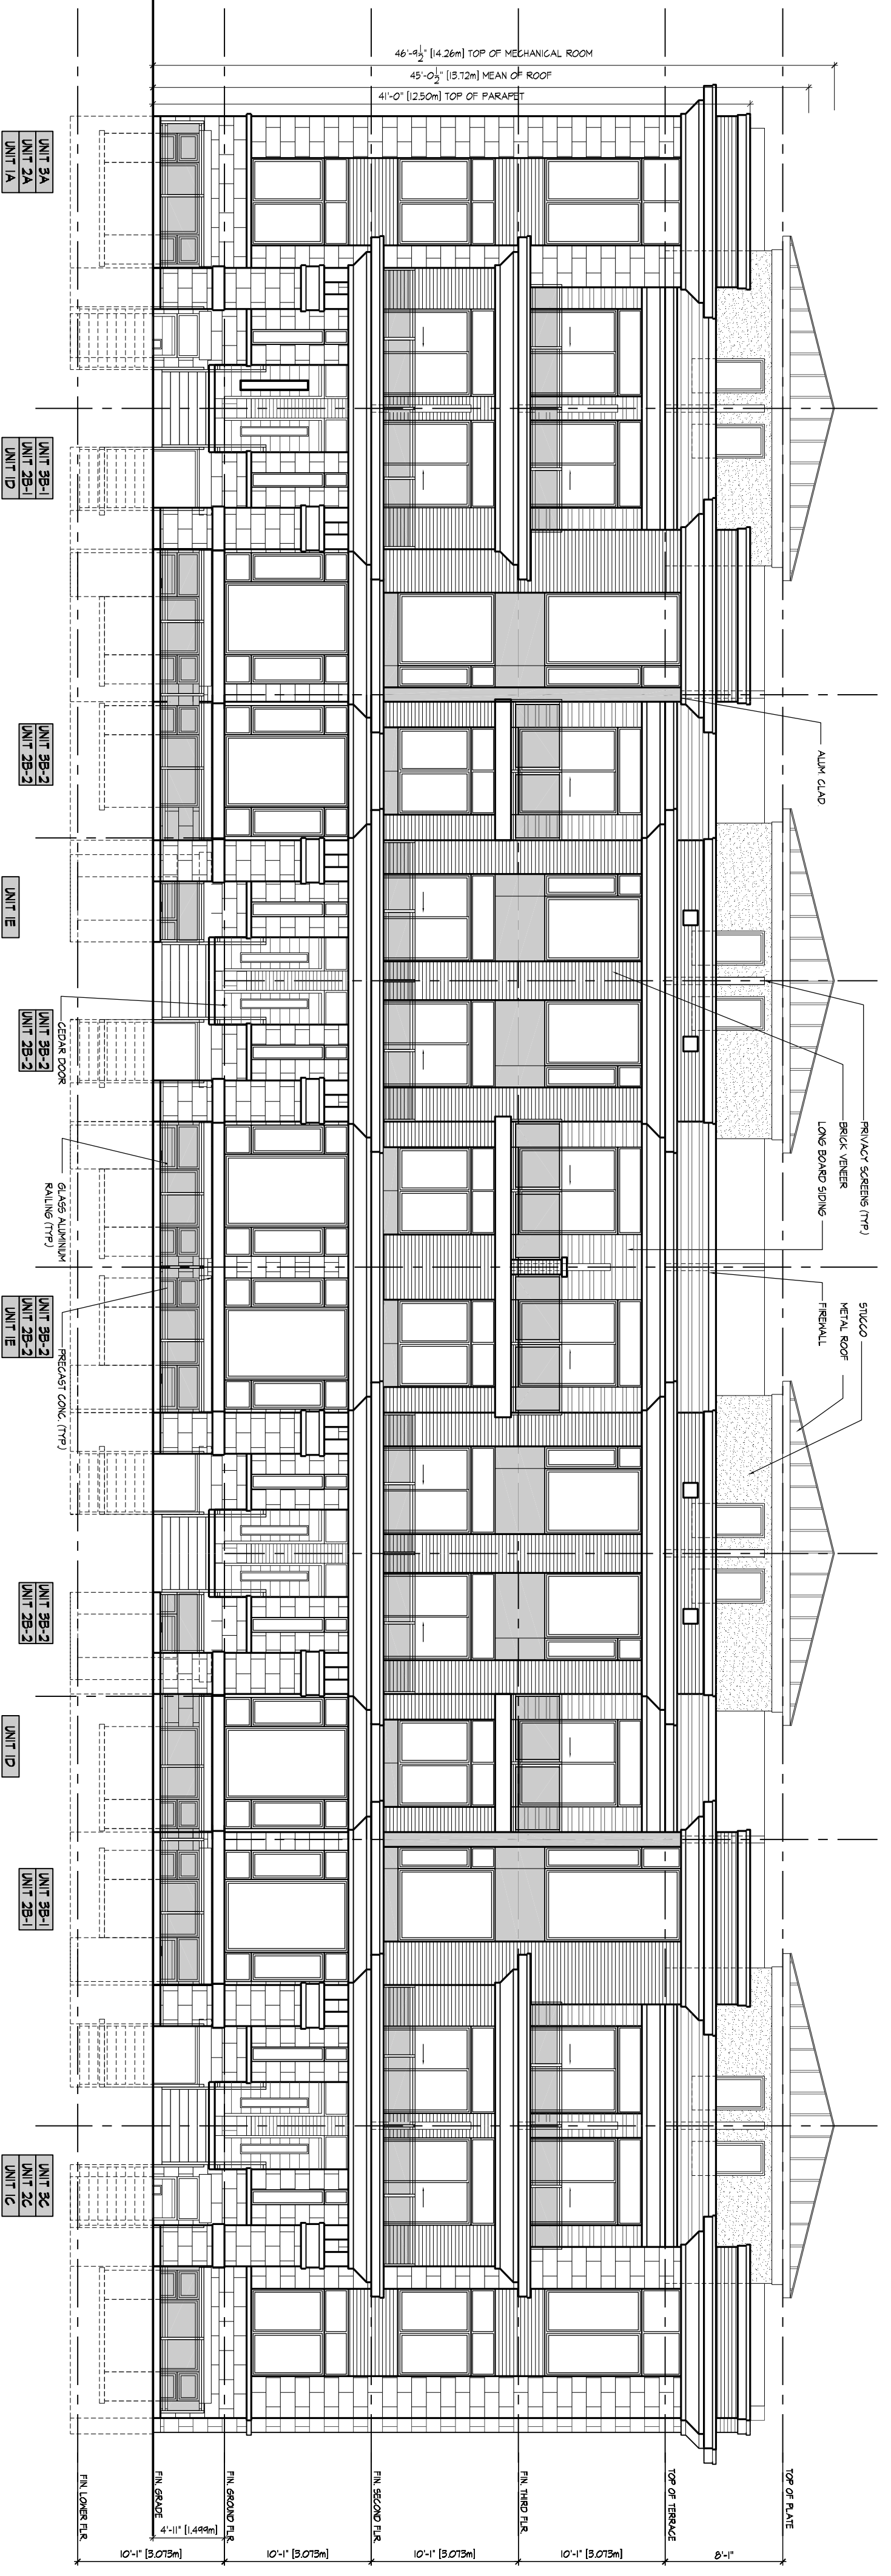 46'-9½" [14.26m] TOP OF MECHANICAL ROOM
45'-0½" [13.72m] MEAN OF ROOF
41'-0" [12.50m] TOP OF PARAPET
UNIT 3A
UNIT 2A
UNIT 1A
UNIT 3B-1
UNIT 2B-1
UNIT 1D
UNIT 3B-2
UNIT 2B-2
UNIT 1E
UNIT 3B-2
UNIT 2B-2
UNIT 3B-2
UNIT 2B-2
UNIT 1E
UNIT 3B-2
UNIT 2B-2
UNIT 1D
UNIT 3B-1
UNIT 2B-1
UNIT 3C
UNIT 2C
UNIT 1C
ALUM CLAD
PRIVACY SCREENS (TYP.)
BRICK VENEER
LONG BOARD SIDING
STUCCO
METAL ROOF
FIREWALL
CEDAR DOOR
GLASS ALUMINIUM
RAILING (TYP.)
PRECAST CONC. (TYP.)
TOP OF PLATE
TOP OF TERRACE
FIN. THIRD FLR.
FIN. SECOND FLR.
FIN. GROUND FLR.
FIN. GRADE
FIN. LOWER FLR.
8'-1"
10'-1" [3.073m]
10'-1" [3.073m]
10'-1" [3.073m]
10'-1" [3.073m]
4'-11" [1.499m]